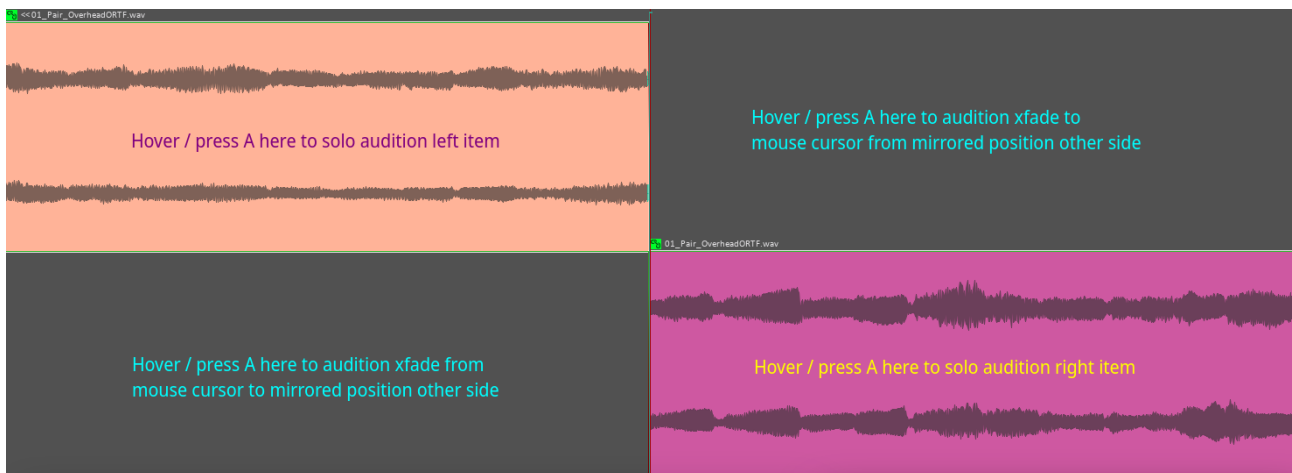 <<01_Pair_OverheadORTF.wav
Hover / press A here to solo audition left item
Hover / press A here to audition xfade to
mouse cursor from mirrored position other side
01_Pair_OverheadORTF.wav
Hover / press A here to audition xfade from
mouse cursor to mirrored position other side
Hover / press A here to solo audition right item